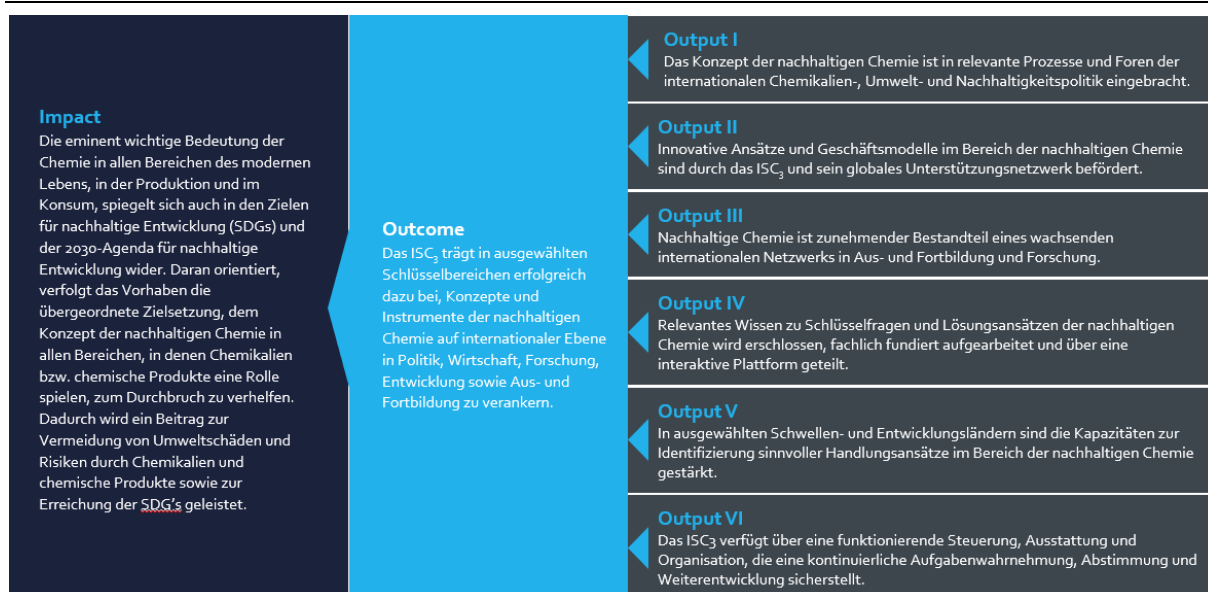 Impact
Die eminent wichtige Bedeutung der
Chemie in allen Bereichen des modernen
Lebens, in der Produktion und im
Konsum, spiegelt sich auch in den Zielen
für nachhaltige Entwicklung (SDGs) und
der 2030-Agenda für nachhaltige
Entwicklung wider. Daran orientiert,
verfolgt das Vorhaben die
übergeordnete Zielsetzung, dem
Konzept der nachhaltigen Chemie in
allen Bereichen, in denen Chemikalien
bzw. chemische Produkte eine Rolle
spielen, zum Durchbruch zu verhelfen.
Dadurch wird ein Beitrag zur
Vermeidung von Umweltschäden und
Risiken durch Chemikalien und
chemische Produkte sowie zur
Erreichung der SDG's geleistet.
Outcome
Das ISC₃ trägt in ausgewählten
Schlüsselbereichen erfolgreich
dazu bei, Konzepte und
Instrumente der nachhaltigen
Chemie auf internationaler Ebene
in Politik, Wirtschaft, Forschung,
Entwicklung sowie Aus- und
Fortbildung zu verankern.
Output I
Das Konzept der nachhaltigen Chemie ist in relevante Prozesse und Foren der
internationalen Chemikalien-, Umwelt- und Nachhaltigkeitspolitik eingebracht.
Output II
Innovative Ansätze und Geschäftsmodelle im Bereich der nachhaltigen Chemie
sind durch das ISC₃ und sein globales Unterstützungsnetzwerk befördert.
Output III
Nachhaltige Chemie ist zunehmender Bestandteil eines wachsenden
internationalen Netzwerks in Aus- und Fortbildung und Forschung.
Output IV
Relevantes Wissen zu Schlüsselfragen und Lösungsansätzen der nachhaltigen
Chemie wird erschlossen, fachlich fundiert aufgearbeitet und über eine
interaktive Plattform geteilt.
Output V
In ausgewählten Schwellen- und Entwicklungsländern sind die Kapazitäten zur
Identifizierung sinnvoller Handlungsansätze im Bereich der nachhaltigen Chemie
gestärkt.
Output VI
Das ISC3 verfügt über eine funktionierende Steuerung, Ausstattung und
Organisation, die eine kontinuierliche Aufgabenwahrnehmung, Abstimmung und
Weiterentwicklung sicherstellt.